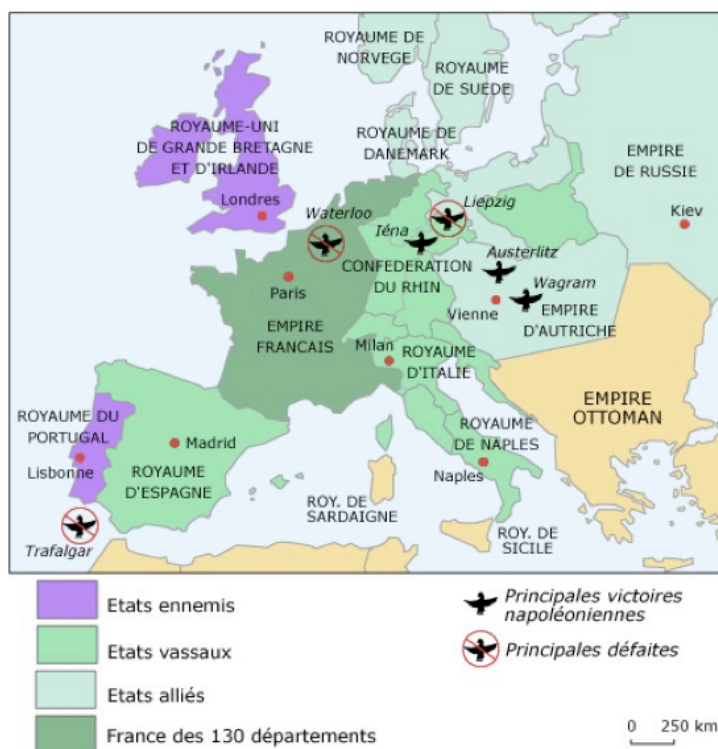 ROYAUME DE
NORVEGE
ROYAUME
DE SUEDE
ROYAUME-UNI
DE GRANDE BRETAGNE
ET D'IRLANDE
Londres
ROYAUME DE
DANEMARK
EMPIRE
DE RUSSIE
Kiev
Waterloo
Liepzig
Iéna
Austerlitz
CONFEDERATION
DU RHIN
Wagram
Paris
Vienne
EMPIRE
D'AUTRICHE
EMPIRE
FRANCAIS
Milan
ROYAUME
D'ITALIE
EMPIRE
OTTOMAN
ROYAUME DU
PORTUGAL
Lisbonne
Madrid
ROYAUME
D'ESPAGNE
ROYAUME
DE NAPLES
Naples
ROY. DE
SARDAIGNE
ROY. DE
SICILE
Trafalgar
Etats ennemis
Etats vassaux
Etats alliés
France des 130 départements
Principales victoires
napoléoniennes
Principales défaites
0 250 km